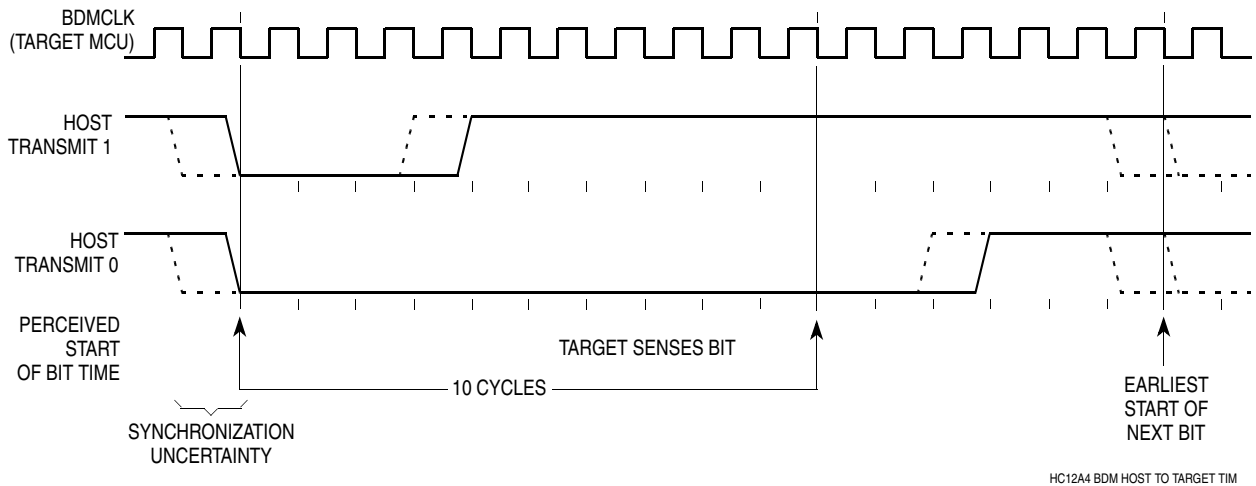 BDMCLK
(TARGET MCU)
HOST
TRANSMIT 1
HOST
TRANSMIT 0
PERCEIVED
START
OF BIT TIME
TARGET SENSES BIT
10 CYCLES
EARLIEST
START OF
NEXT BIT
SYNCHRONIZATION
UNCERTAINTY
HC12A4 BDM HOST TO TARGET TIM